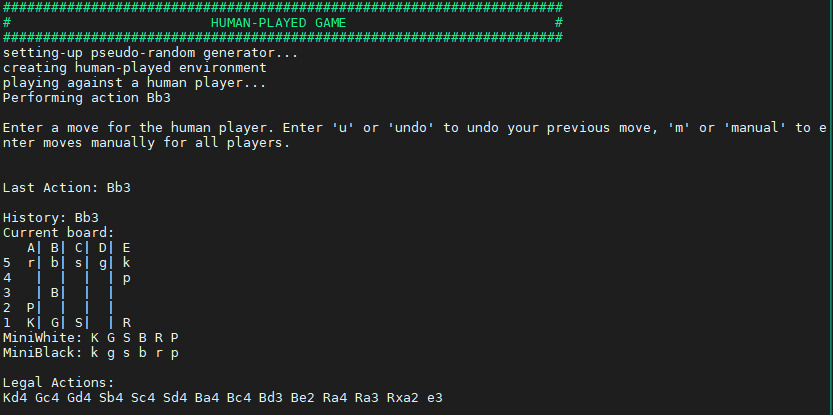 ######################################################################
#                         HUMAN-PLAYED GAME                          #
######################################################################
setting-up pseudo-random generator...
creating human-played environment
playing against a human player...
Performing action Bb3

Enter a move for the human player. Enter 'u' or 'undo' to undo your previous move, 'm' or 'manual' to e
nter moves manually for all players.


Last Action: Bb3

History: Bb3
Current board:
   A| B| C| D| E
5  r| b| s| g| k
4   |  |  |  | p
3   | B|  |  |
2  P|  |  |  |
1  K| G| S|  | R
MiniWhite: K G S B R P
MiniBlack: k g s b r p

Legal Actions:
Kd4 Gc4 Gd4 Sb4 Sc4 Sd4 Ba4 Bc4 Bd3 Be2 Ra4 Ra3 Rxa2 e3